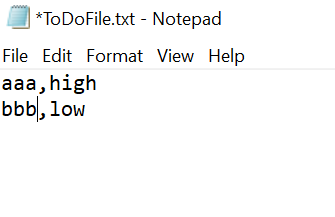 *ToDoFile.txt - Notepad
File Edit Format View Help
aaa,high
bbb,low